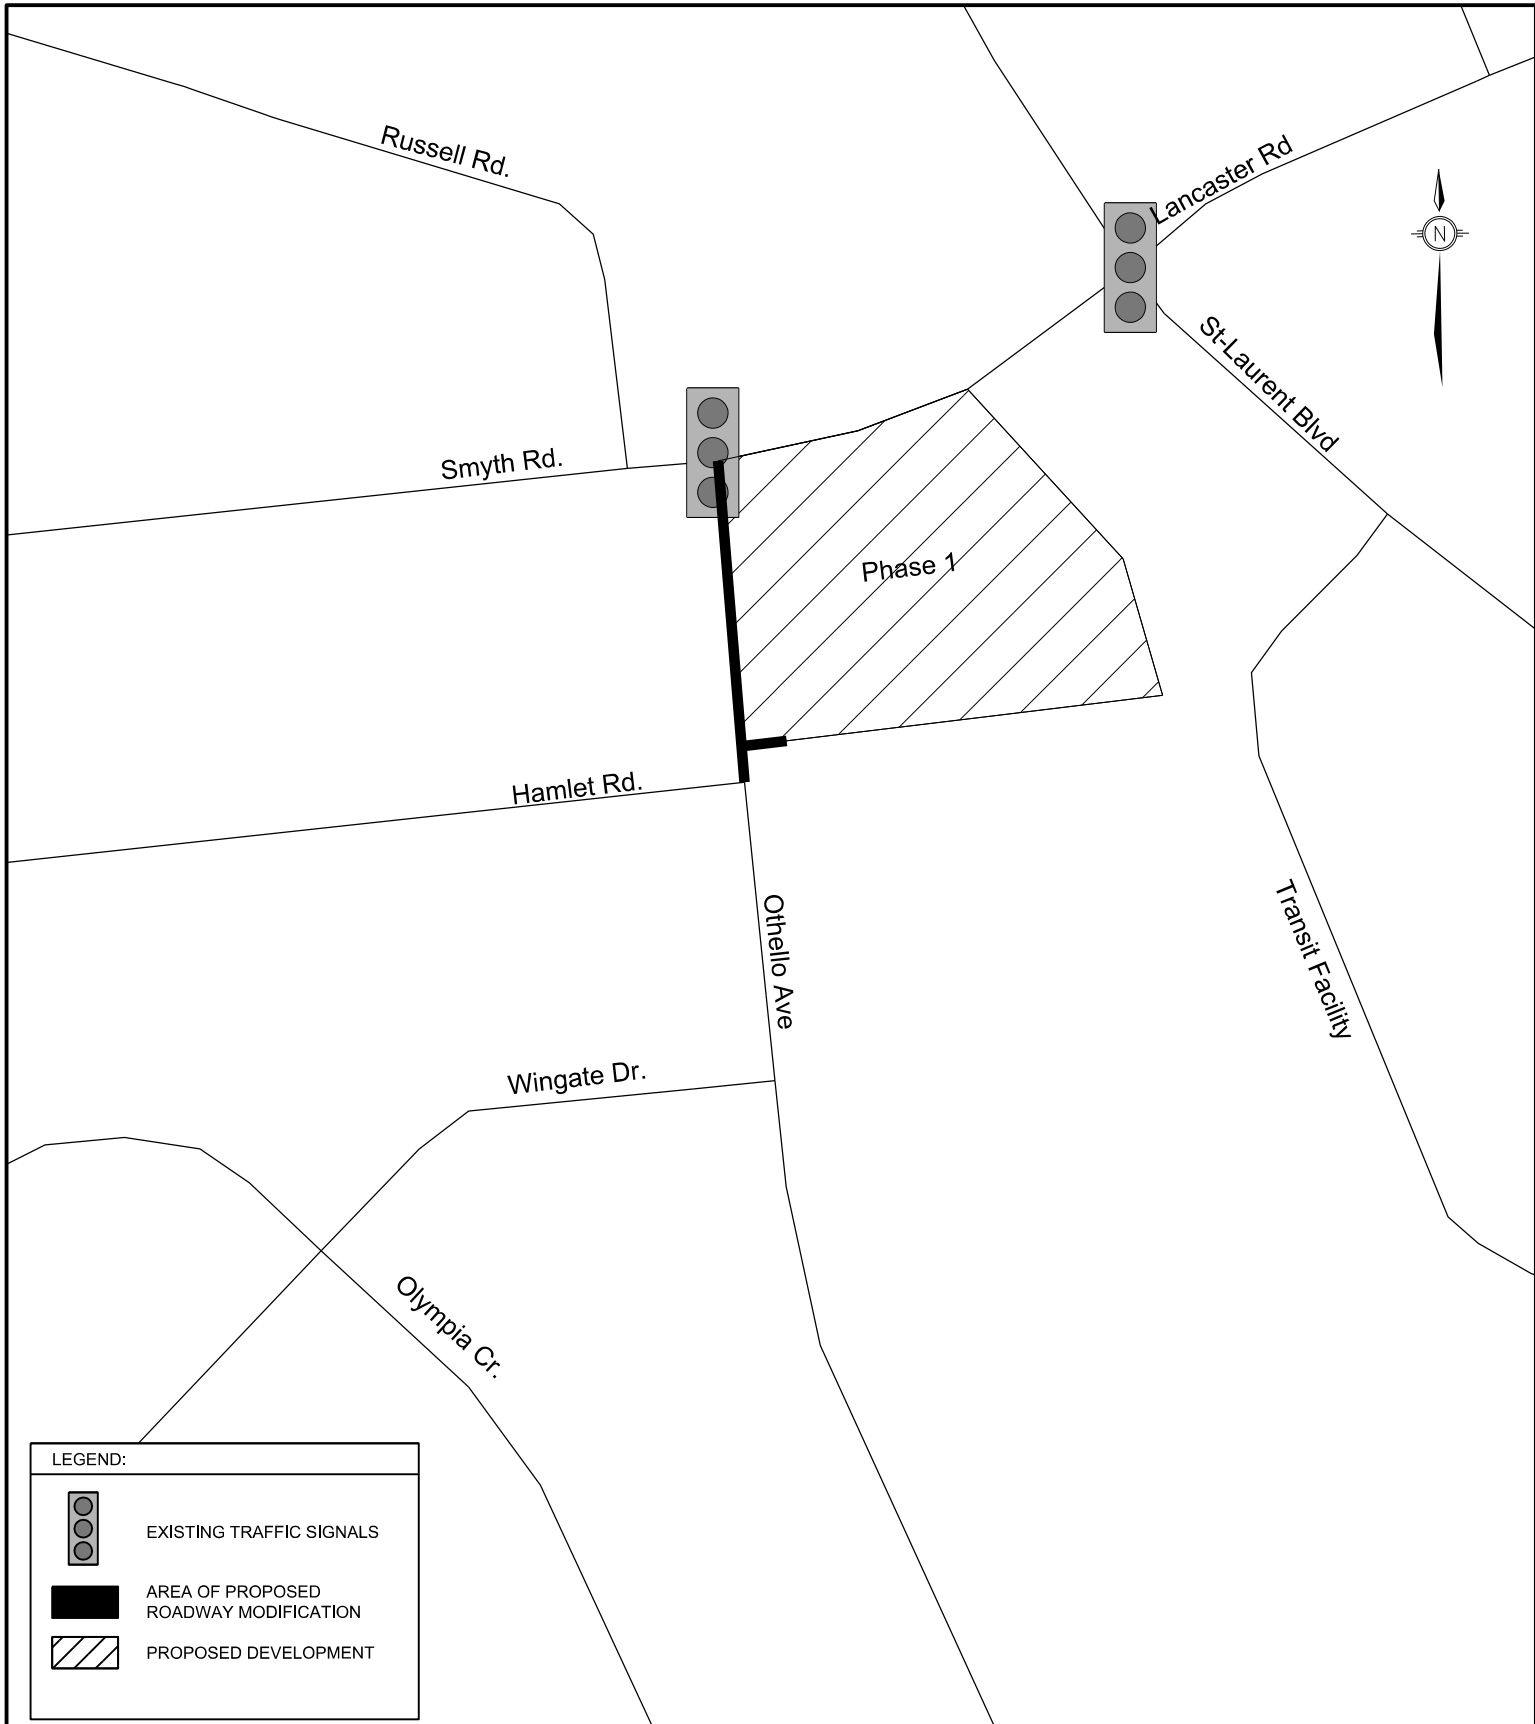 Russell Rd.
Lancaster Rd
N
St-Laurent Blvd
Smyth Rd.
Phase 1
Hamlet Rd.
Othello Ave
Transit Facility
Wingate Dr.
Olympia Cr.
LEGEND:
EXISTING TRAFFIC SIGNALS
AREA OF PROPOSED
ROADWAY MODIFICATION
PROPOSED DEVELOPMENT